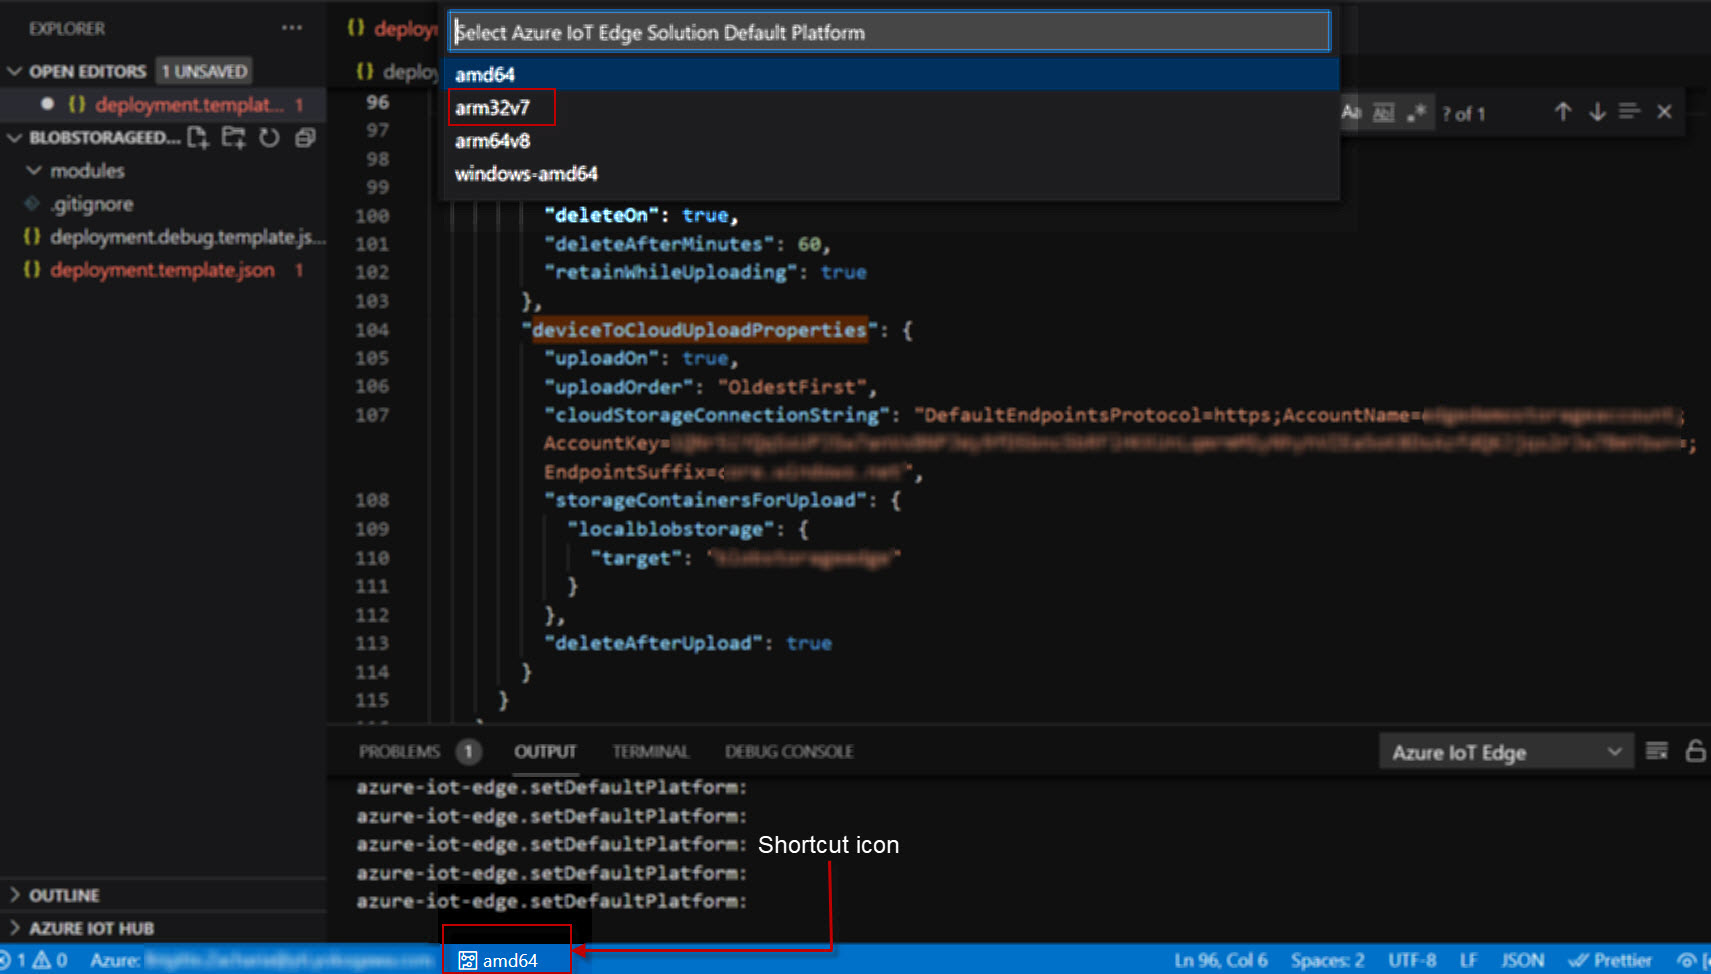 EXPLORER ···
OPEN EDITORS 1 UNSAVED
{} deployment.templat... 1
BLOBSTORAGEED...
modules
.gitignore
{} deployment.debug.template.js...
{} deployment.template.json 1
OUTLINE
AZURE IOT HUB
{} deploy
{} deploy
Select Azure IoT Edge Solution Default Platform
amd64
arm32v7
arm64v8
windows-amd64
Aa Abl .* ? of 1
96
97
98
99
100 "deleteOn": true,
101 "deleteAfterMinutes": 60,
102 "retainWhileUploading": true
103 },
104 "deviceToCloudUploadProperties": {
105 "uploadOn": true,
106 "uploadOrder": "OldestFirst",
107 "cloudStorageConnectionString": "DefaultEndpointsProtocol=https;AccountName=
AccountKey=
EndpointSuffix=
108 "storageContainersForUpload": {
109 "localblobstorage": {
110 "target":
111 }
112 },
113 "deleteAfterUpload": true
114 }
115 }
PROBLEMS 1 OUTPUT TERMINAL DEBUG CONSOLE Azure IoT Edge
azure-iot-edge.setDefaultPlatform:
azure-iot-edge.setDefaultPlatform:
azure-iot-edge.setDefaultPlatform:
azure-iot-edge.setDefaultPlatform:
azure-iot-edge.setDefaultPlatform:
Shortcut icon
1 0 Azure: amd64 Ln 96, Col 6 Spaces: 2 UTF-8 LF JSON Prettier